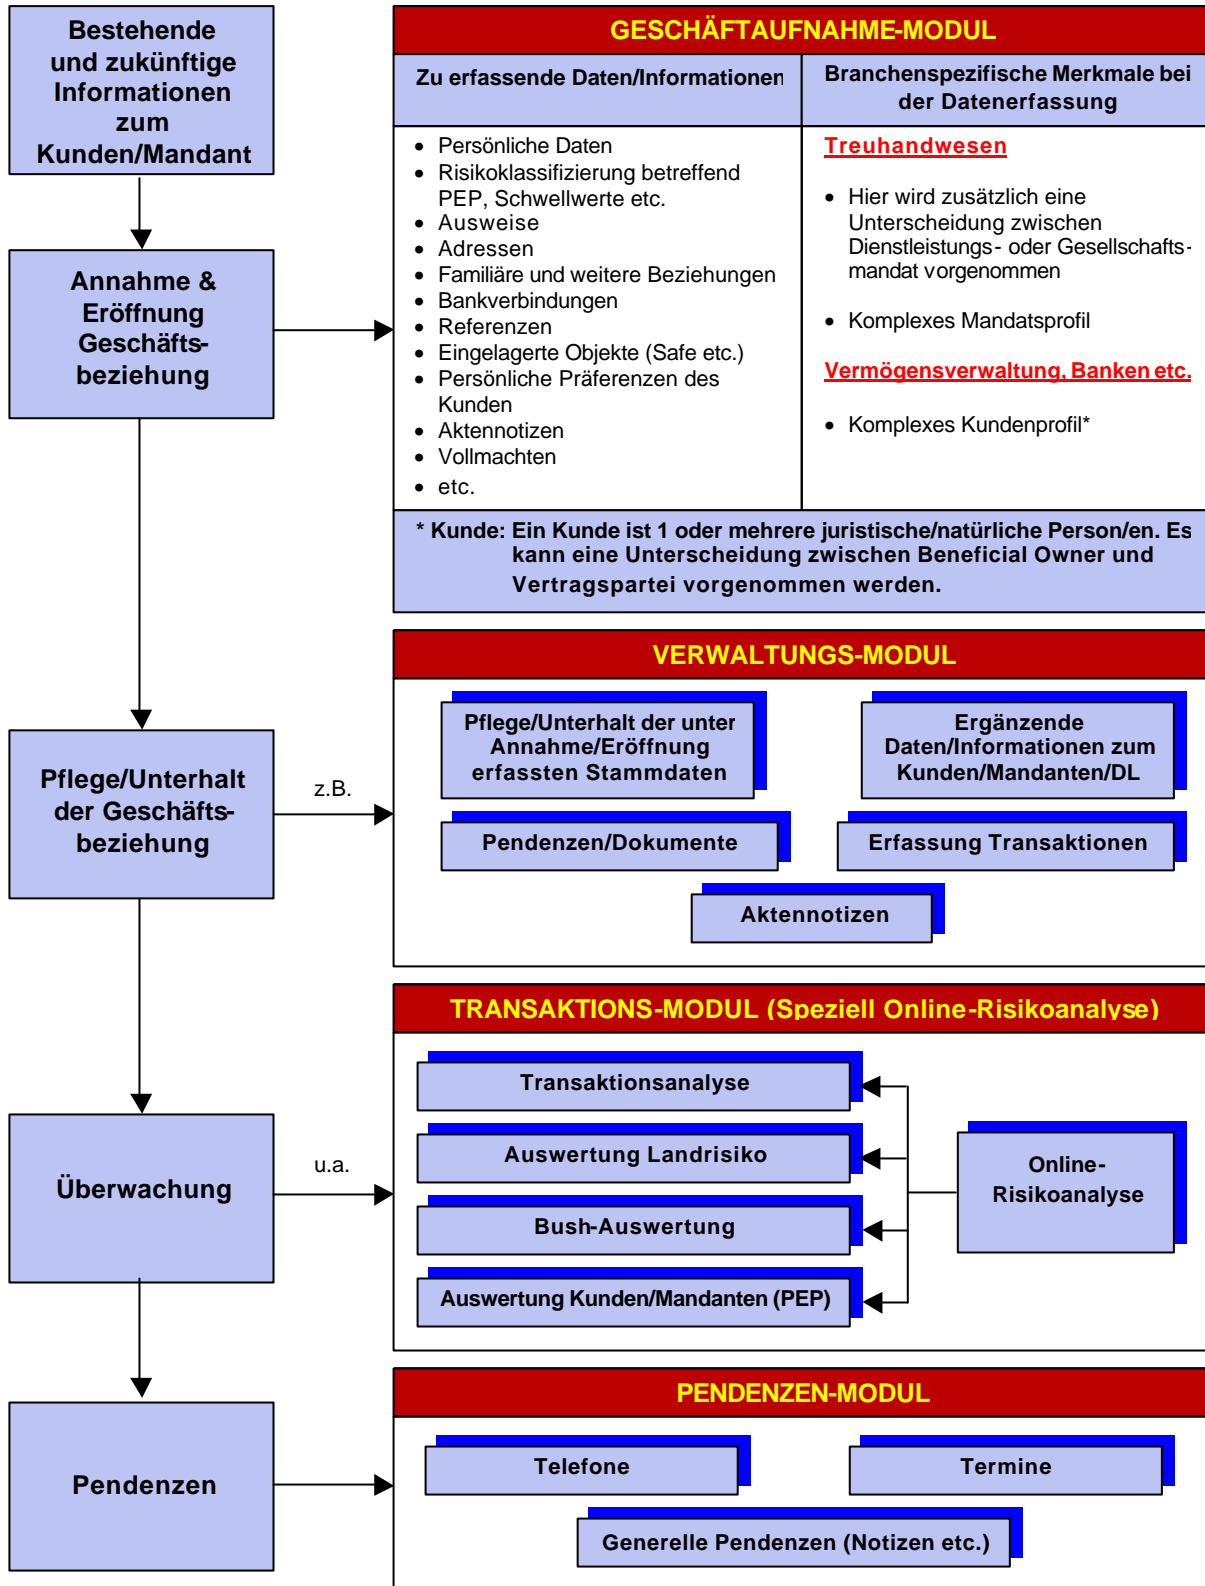 Bestehende
und zukünftige
Informationen
zum
Kunden/Mandant
GESCHÄFTAUFNAHME-MODUL
Zu erfassende Daten/Informationen
Branchenspezifische Merkmale bei
der Datenerfassung
• Persönliche Daten
• Risikoklassifizierung betreffend
PEP, Schwellwerte etc.
• Ausweise
• Adressen
• Familiäre und weitere Beziehungen
• Bankverbindungen
• Referenzen
• Eingelagerte Objekte (Safe etc.)
• Persönliche Präferenzen des
Kunden
• Aktennotizen
• Vollmachten
• etc.
Treuhandwesen
• Hier wird zusätzlich eine
Unterscheidung zwischen
Dienstleistungs- oder Gesellschafts-
mandat vorgenommen
• Komplexes Mandatsprofil
Vermögensverwaltung, Banken etc.
• Komplexes Kundenprofil*
* Kunde: Ein Kunde ist 1 oder mehrere juristische/natürliche Person/en. Es
kann eine Unterscheidung zwischen Beneficial Owner und
Vertragspartei vorgenommen werden.
Annahme &
Eröffnung
Geschäfts-
beziehung
VERWALTUNGS-MODUL
Pflege/Unterhalt der unter
Annahme/Eröffnung
erfassten Stammdaten
Ergänzende
Daten/Informationen zum
Kunden/Mandanten/DL
Pendenzen/Dokumente
Erfassung Transaktionen
Aktennotizen
Pflege/Unterhalt
der Geschäfts-
beziehung
z.B.
TRANSAKTIONS-MODUL (Speziell Online-Risikoanalyse)
Transaktionsanalyse
Auswertung Landrisiko
Bush-Auswertung
Auswertung Kunden/Mandanten (PEP)
Online-
Risikoanalyse
Überwachung
u.a.
PENDENZEN-MODUL
Telefone
Termine
Generelle Pendenzen (Notizen etc.)
Pendenzen